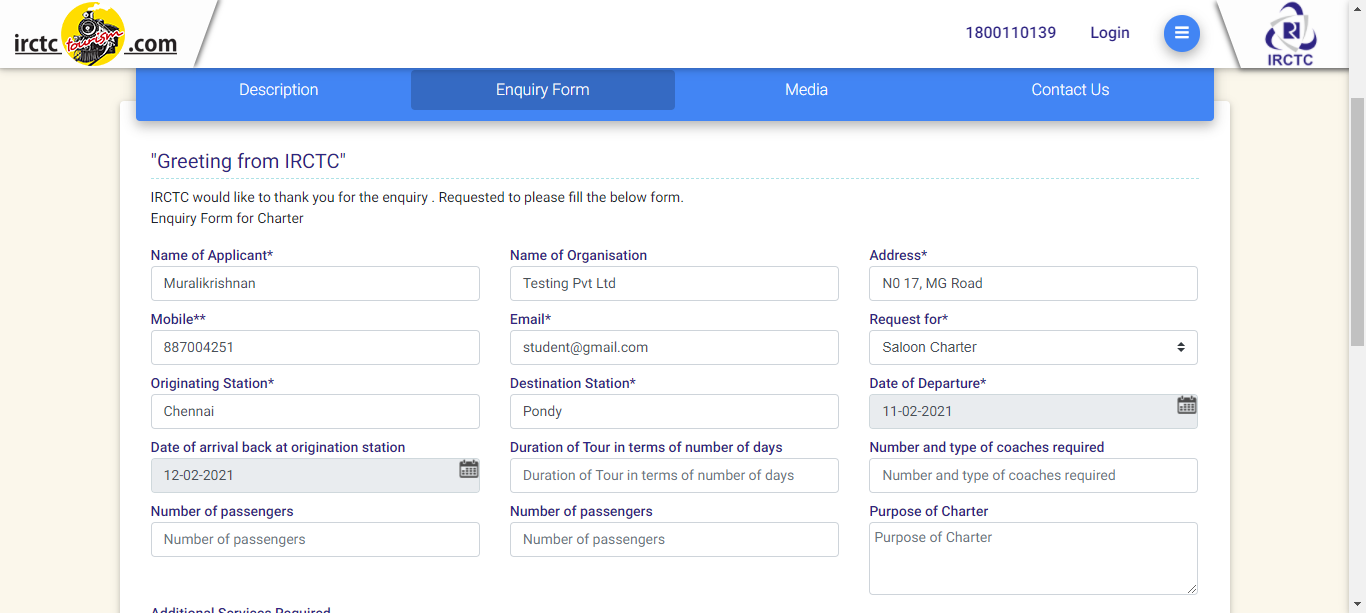 irctc tourism .com
1800110139 Login
IRCTC
Description Enquiry Form Media Contact Us
"Greeting from IRCTC"
IRCTC would like to thank you for the enquiry . Requested to please fill the below form.
Enquiry Form for Charter
Name of Applicant* Name of Organisation Address*
Muralikrishnan Testing Pvt Ltd N0 17, MG Road
Mobile** Email* Request for*
887004251 student@gmail.com Saloon Charter
Originating Station* Destination Station* Date of Departure*
Chennai Pondy 11-02-2021
Date of arrival back at origination station Duration of Tour in terms of number of days Number and type of coaches required
12-02-2021 Duration of Tour in terms of number of days Number and type of coaches required
Number of passengers Number of passengers Purpose of Charter
Number of passengers Number of passengers Purpose of Charter
Additional Services Required